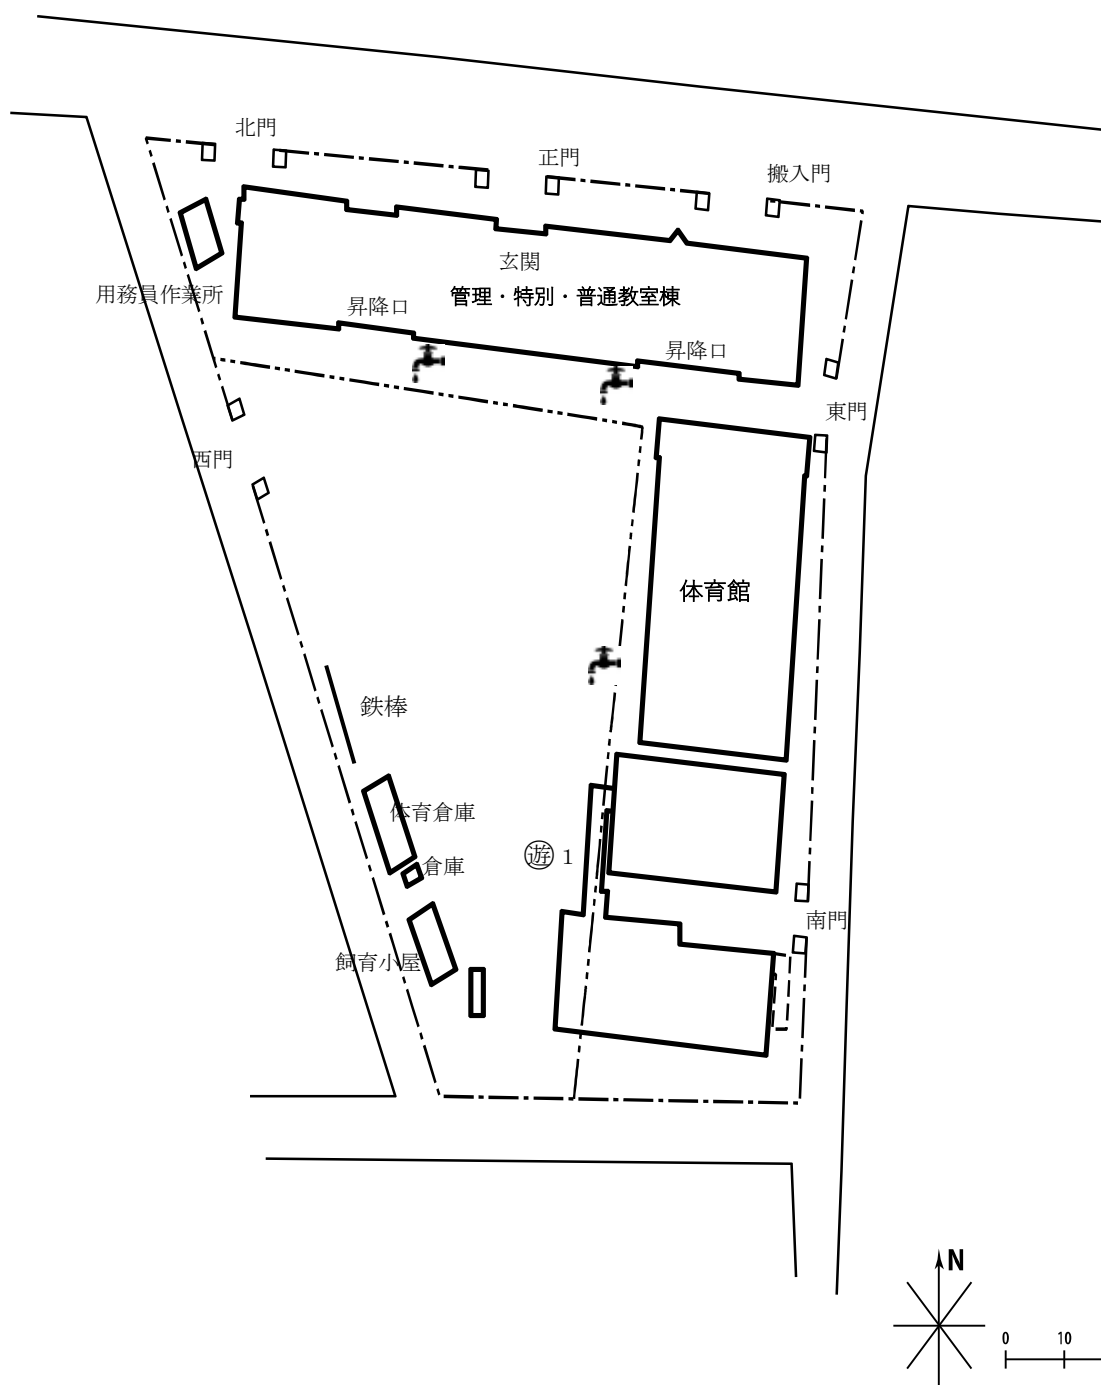 北門
正門
搬入門
玄関
管理・特別・普通教室棟
用務員作業所
昇降口
昇降口
東門
西門
体育館
鉄棒
体育倉庫
遊 1
倉庫
南門
飼育小屋
N
0 10